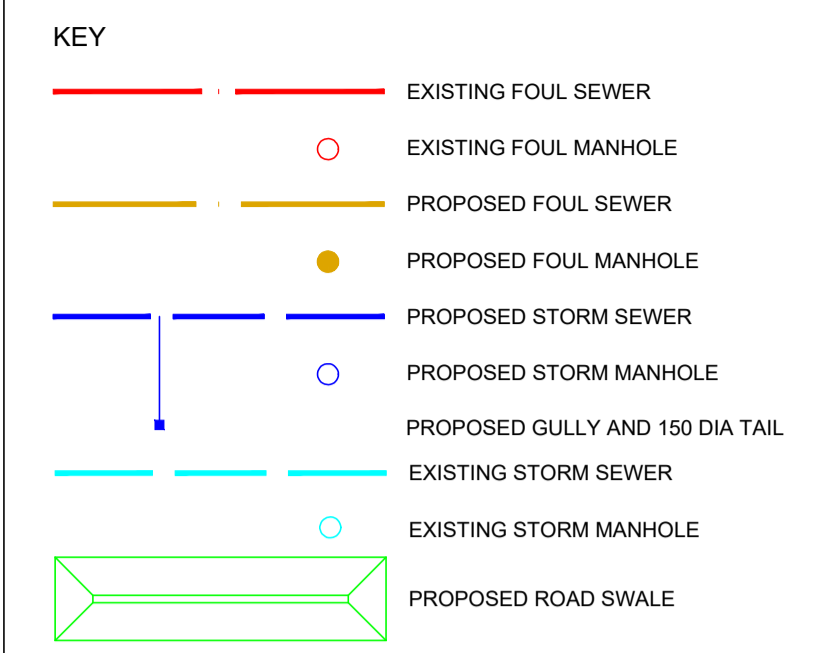 KEY
EXISTING FOUL SEWER
EXISTING FOUL MANHOLE
PROPOSED FOUL SEWER
PROPOSED FOUL MANHOLE
PROPOSED STORM SEWER
PROPOSED STORM MANHOLE
PROPOSED GULLY AND 150 DIA TAIL
EXISTING STORM SEWER
EXISTING STORM MANHOLE
PROPOSED ROAD SWALE